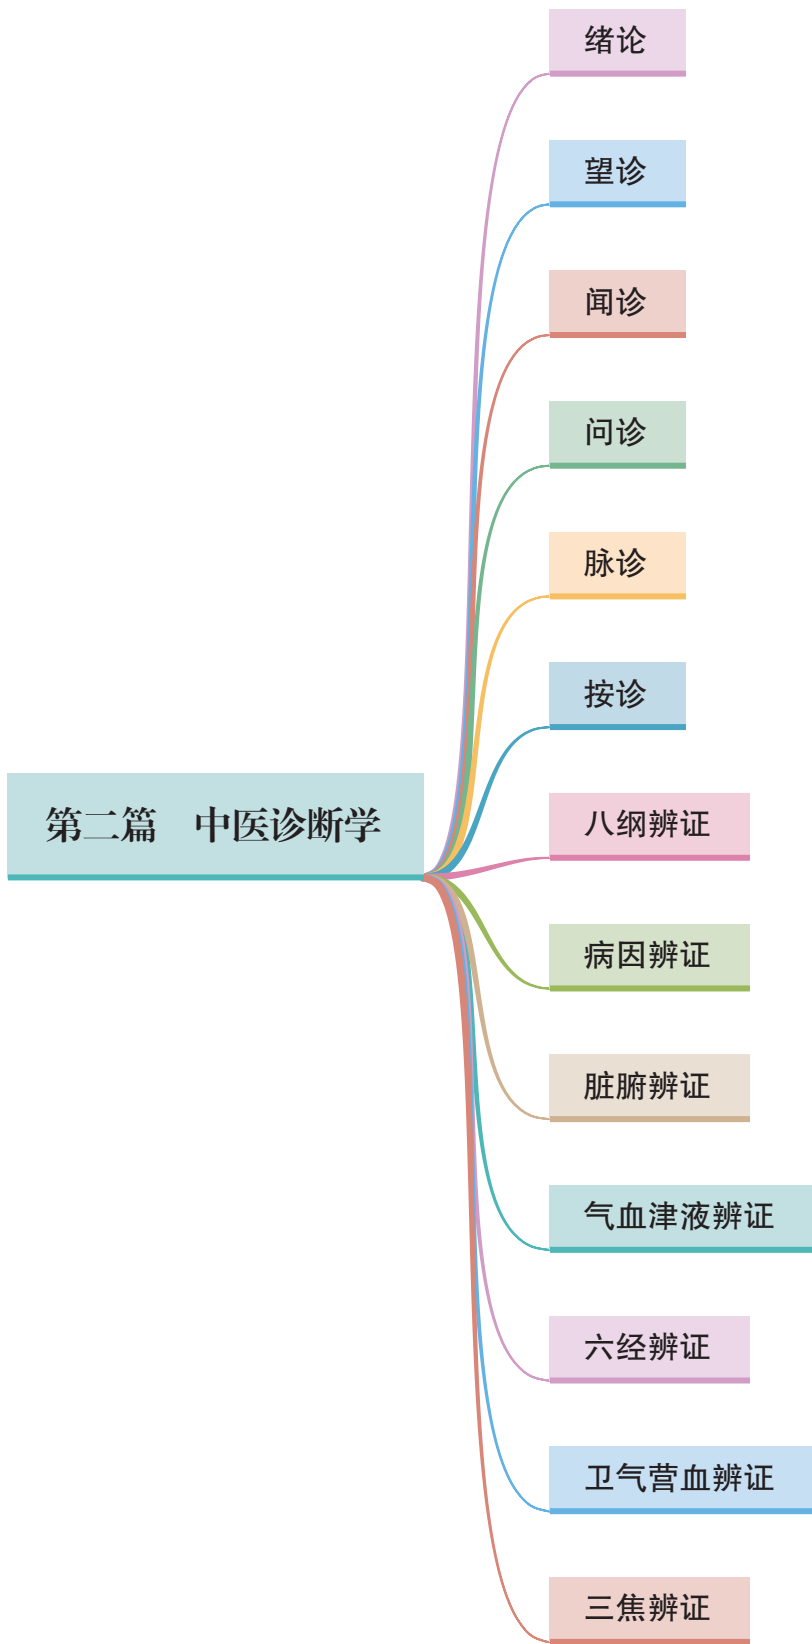 绪论
望诊
闻诊
问诊
脉诊
按诊
第二篇　中医诊断学
八纲辨证
病因辨证
脏腑辨证
气血津液辨证
六经辨证
卫气营血辨证
三焦辨证